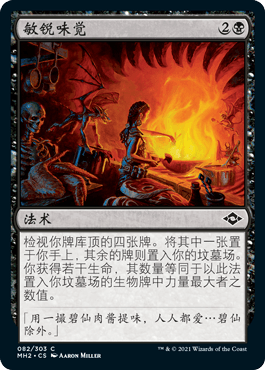 敏锐味觉 2
法术
检视你牌库顶的四张牌。将其中一张置
于你手上，其余的牌则置入你的坟墓场。
你获得若干生命，其数量等同于以此法
置入你坟墓场的生物牌中力量最大者之
数值。
「用一撮碧仙肉酱提味，人人都爱…碧仙
除外。」
082/303 C
MH2 • CS AARON MILLER
™ & © 2021 Wizards of the Coast